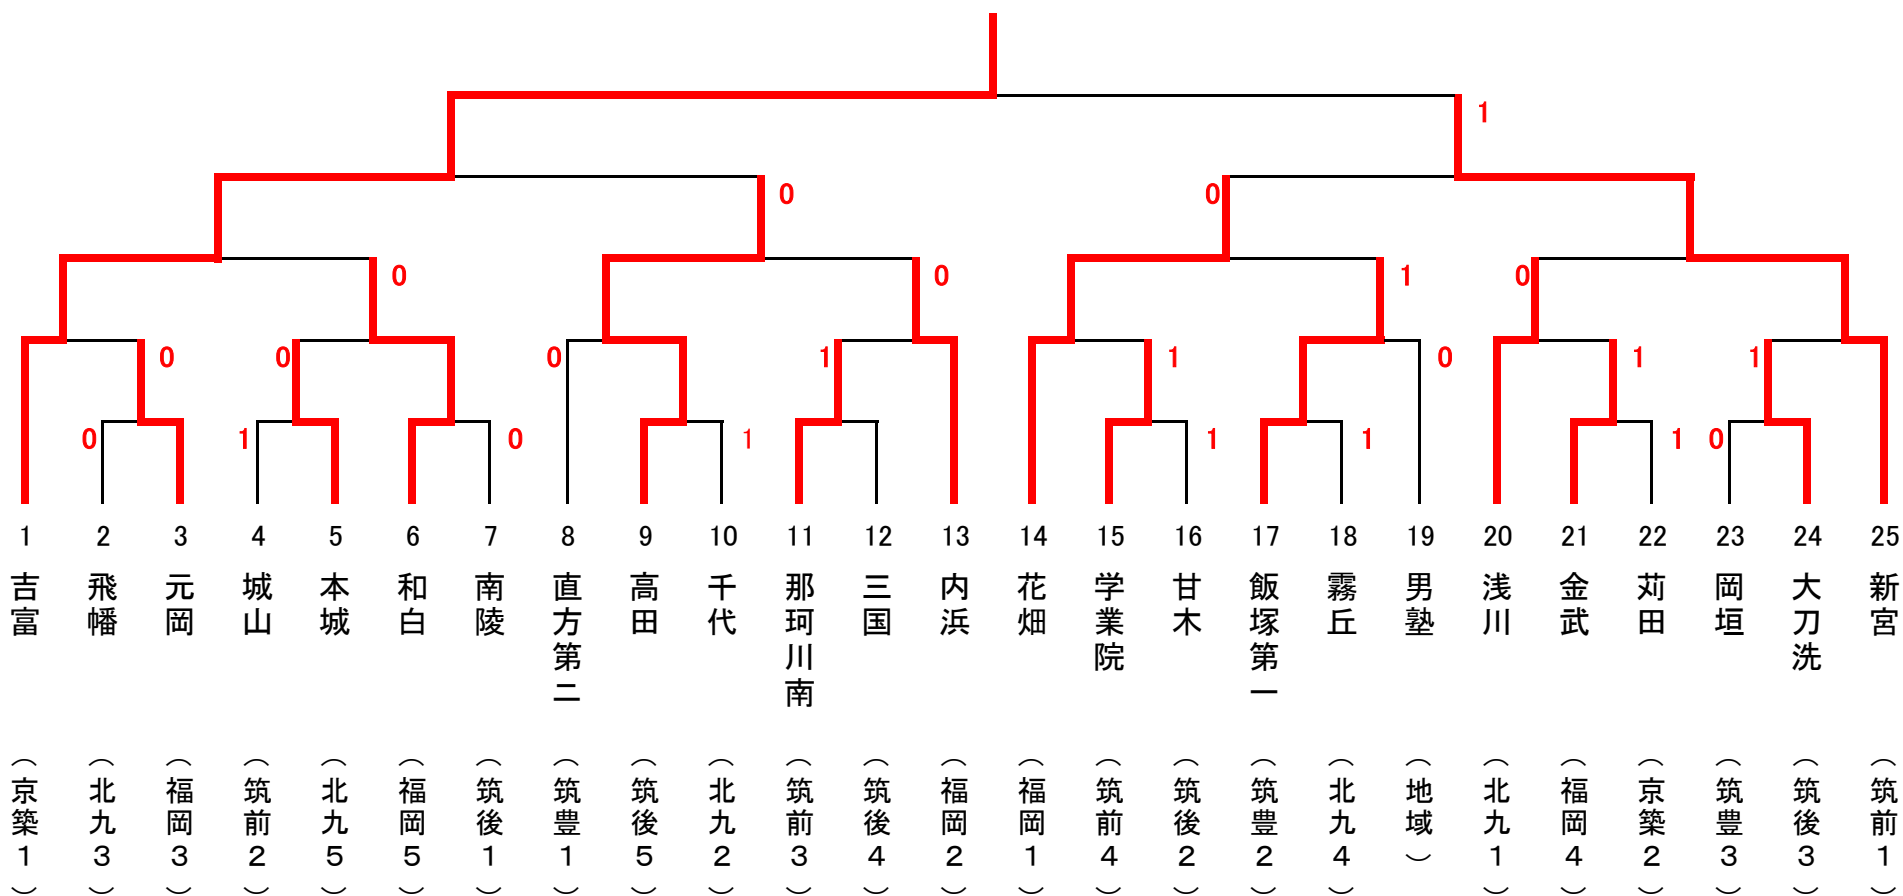 1
0
0
0
0
1
0
0
0
0
0
1
1
0
1
1
0
1
0
1
1
1
1
0
1 2 3 4 5 6 7 8 9 10 11 12 13 14 15 16 17 18 19 20 21 22 23 24 25
吉富
飛幡
元岡
城山
本城
和白
南陵
直方第二
高田
千代
那珂川南
三国
内浜
花畑
学業院
甘木
飯塚第一
霧丘
男塾
浅川
金武
苅田
岡垣
大刀洗
新宮
（京築１）
（北九３）
（福岡３）
（筑前２）
（北九５）
（福岡５）
（筑後１）
（筑豊１）
（筑後５）
（北九２）
（筑前３）
（筑後４）
（福岡２）
（福岡１）
（筑前４）
（筑後２）
（筑豊２）
（北九４）
（地域）
（北九１）
（福岡４）
（京築２）
（筑豊３）
（筑後３）
（筑前１）